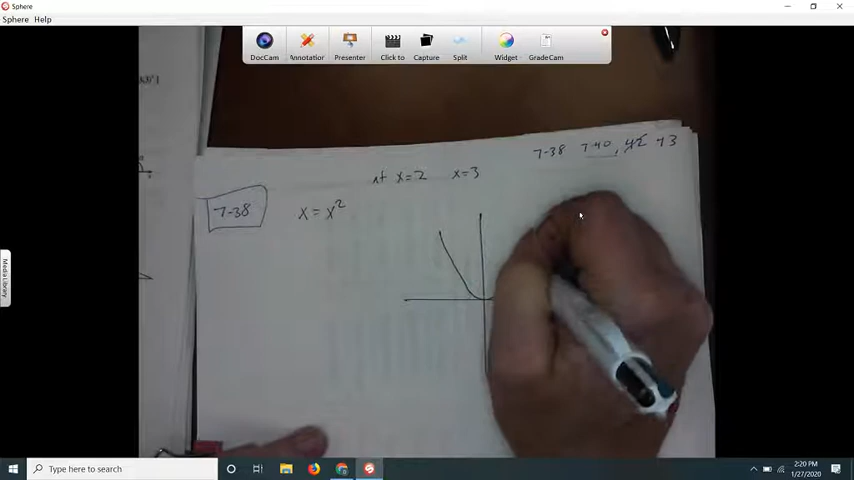 Sphere
Sphere Help
DocCam Annotation Presenter Click to Capture Split Widget GradeCam
Media Library
7-38 7-40, 42 43
at x=2 x=3
7-38
x = x²
Type here to search
2:20 PM
1/27/2020